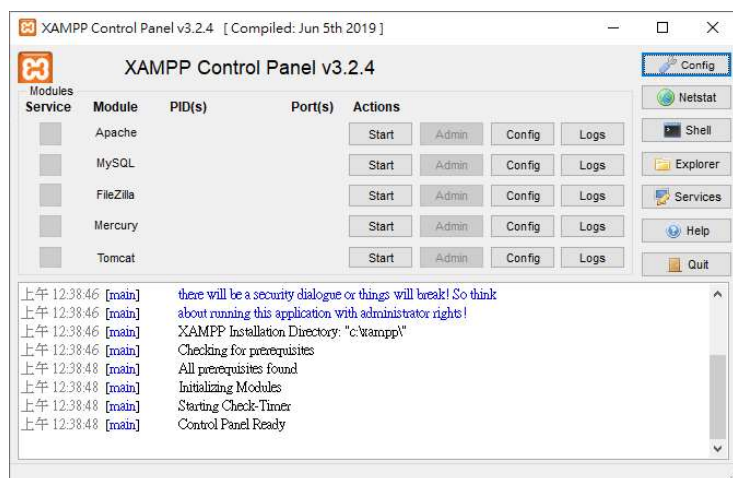 XAMPP Control Panel v3.2.4 [ Compiled: Jun 5th 2019 ]
XAMPP Control Panel v3.2.4
Config
Modules
Service Module PID(s) Port(s) Actions
Netstat
Apache Start Admin Config Logs
Shell
MySQL Start Admin Config Logs
Explorer
FileZilla Start Admin Config Logs
Services
Mercury Start Admin Config Logs
Help
Tomcat Start Admin Config Logs
Quit
上午 12:38:46 [main] there will be a security dialogue or things will break! So think
上午 12:38:46 [main] about running this application with administrator rights!
上午 12:38:46 [main] XAMPP Installation Directory: "c:\xampp\"
上午 12:38:46 [main] Checking for prerequisites
上午 12:38:48 [main] All prerequisites found
上午 12:38:48 [main] Initializing Modules
上午 12:38:48 [main] Starting Check-Timer
上午 12:38:48 [main] Control Panel Ready